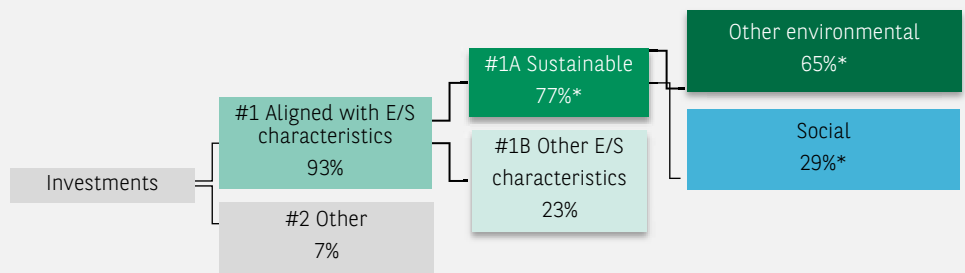 Investments
#1 Aligned with E/S
characteristics
93%
#2 Other
7%
#1A Sustainable
77%*
#1B Other E/S
characteristics
23%
Other environmental
65%*
Social
29%*